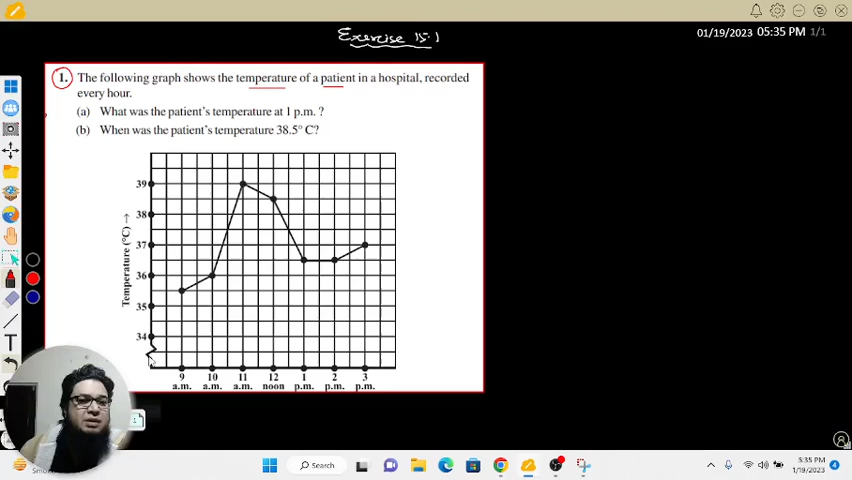 Exercise 15.1
01/19/2023 05:35 PM 1/1
1. The following graph shows the temperature of a patient in a hospital, recorded
every hour.
(a) What was the patient's temperature at 1 p.m. ?
(b) When was the patient's temperature 38.5° C?
39
38
37
36
35
34
Temperature (°C) →
9 10 11 12 1 2 3
a.m. a.m. a.m. noon p.m. p.m. p.m.
T
Search
5:35 PM
1/19/2023
4